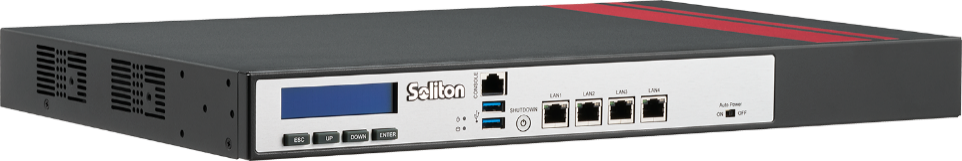 Soliton
ESC
UP
DOWN
ENTER
CONSOLE
SHUTDOWN
LAN1
LAN2
LAN3
LAN4
Auto Power
ON
OFF